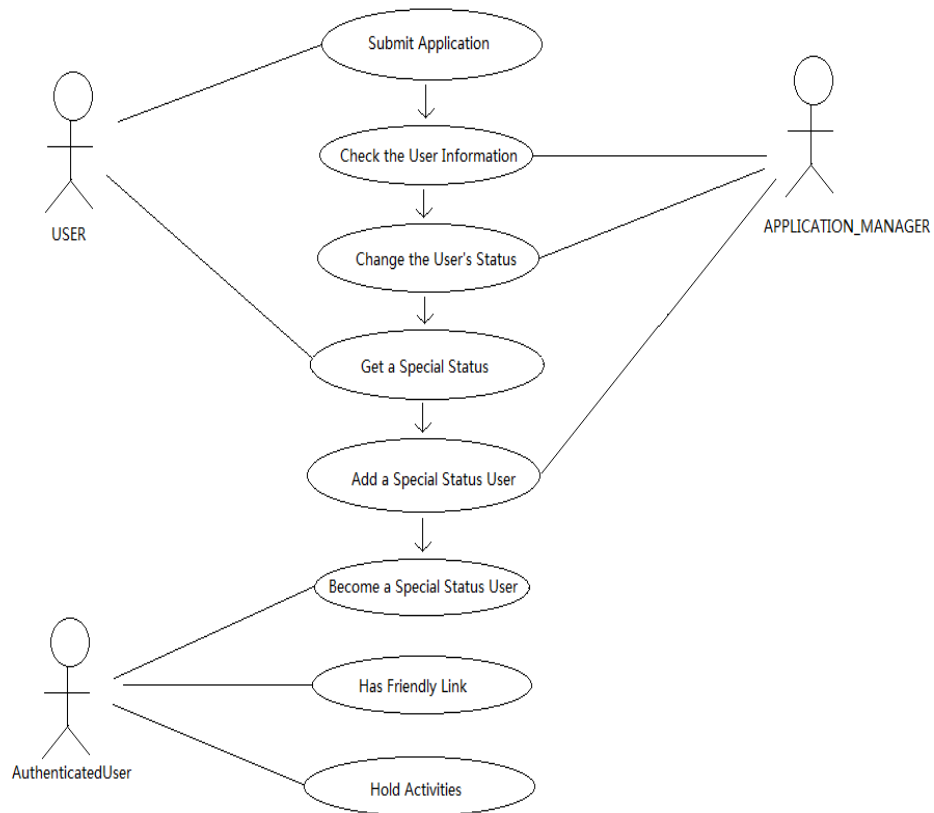 Submit Application
Check the User Information
USER
APPLICATION_MANAGER
Change the User's Status
Get a Special Status
Add a Special Status User
Become a Special Status User
Has Friendly Link
AuthenticatedUser
Hold Activities